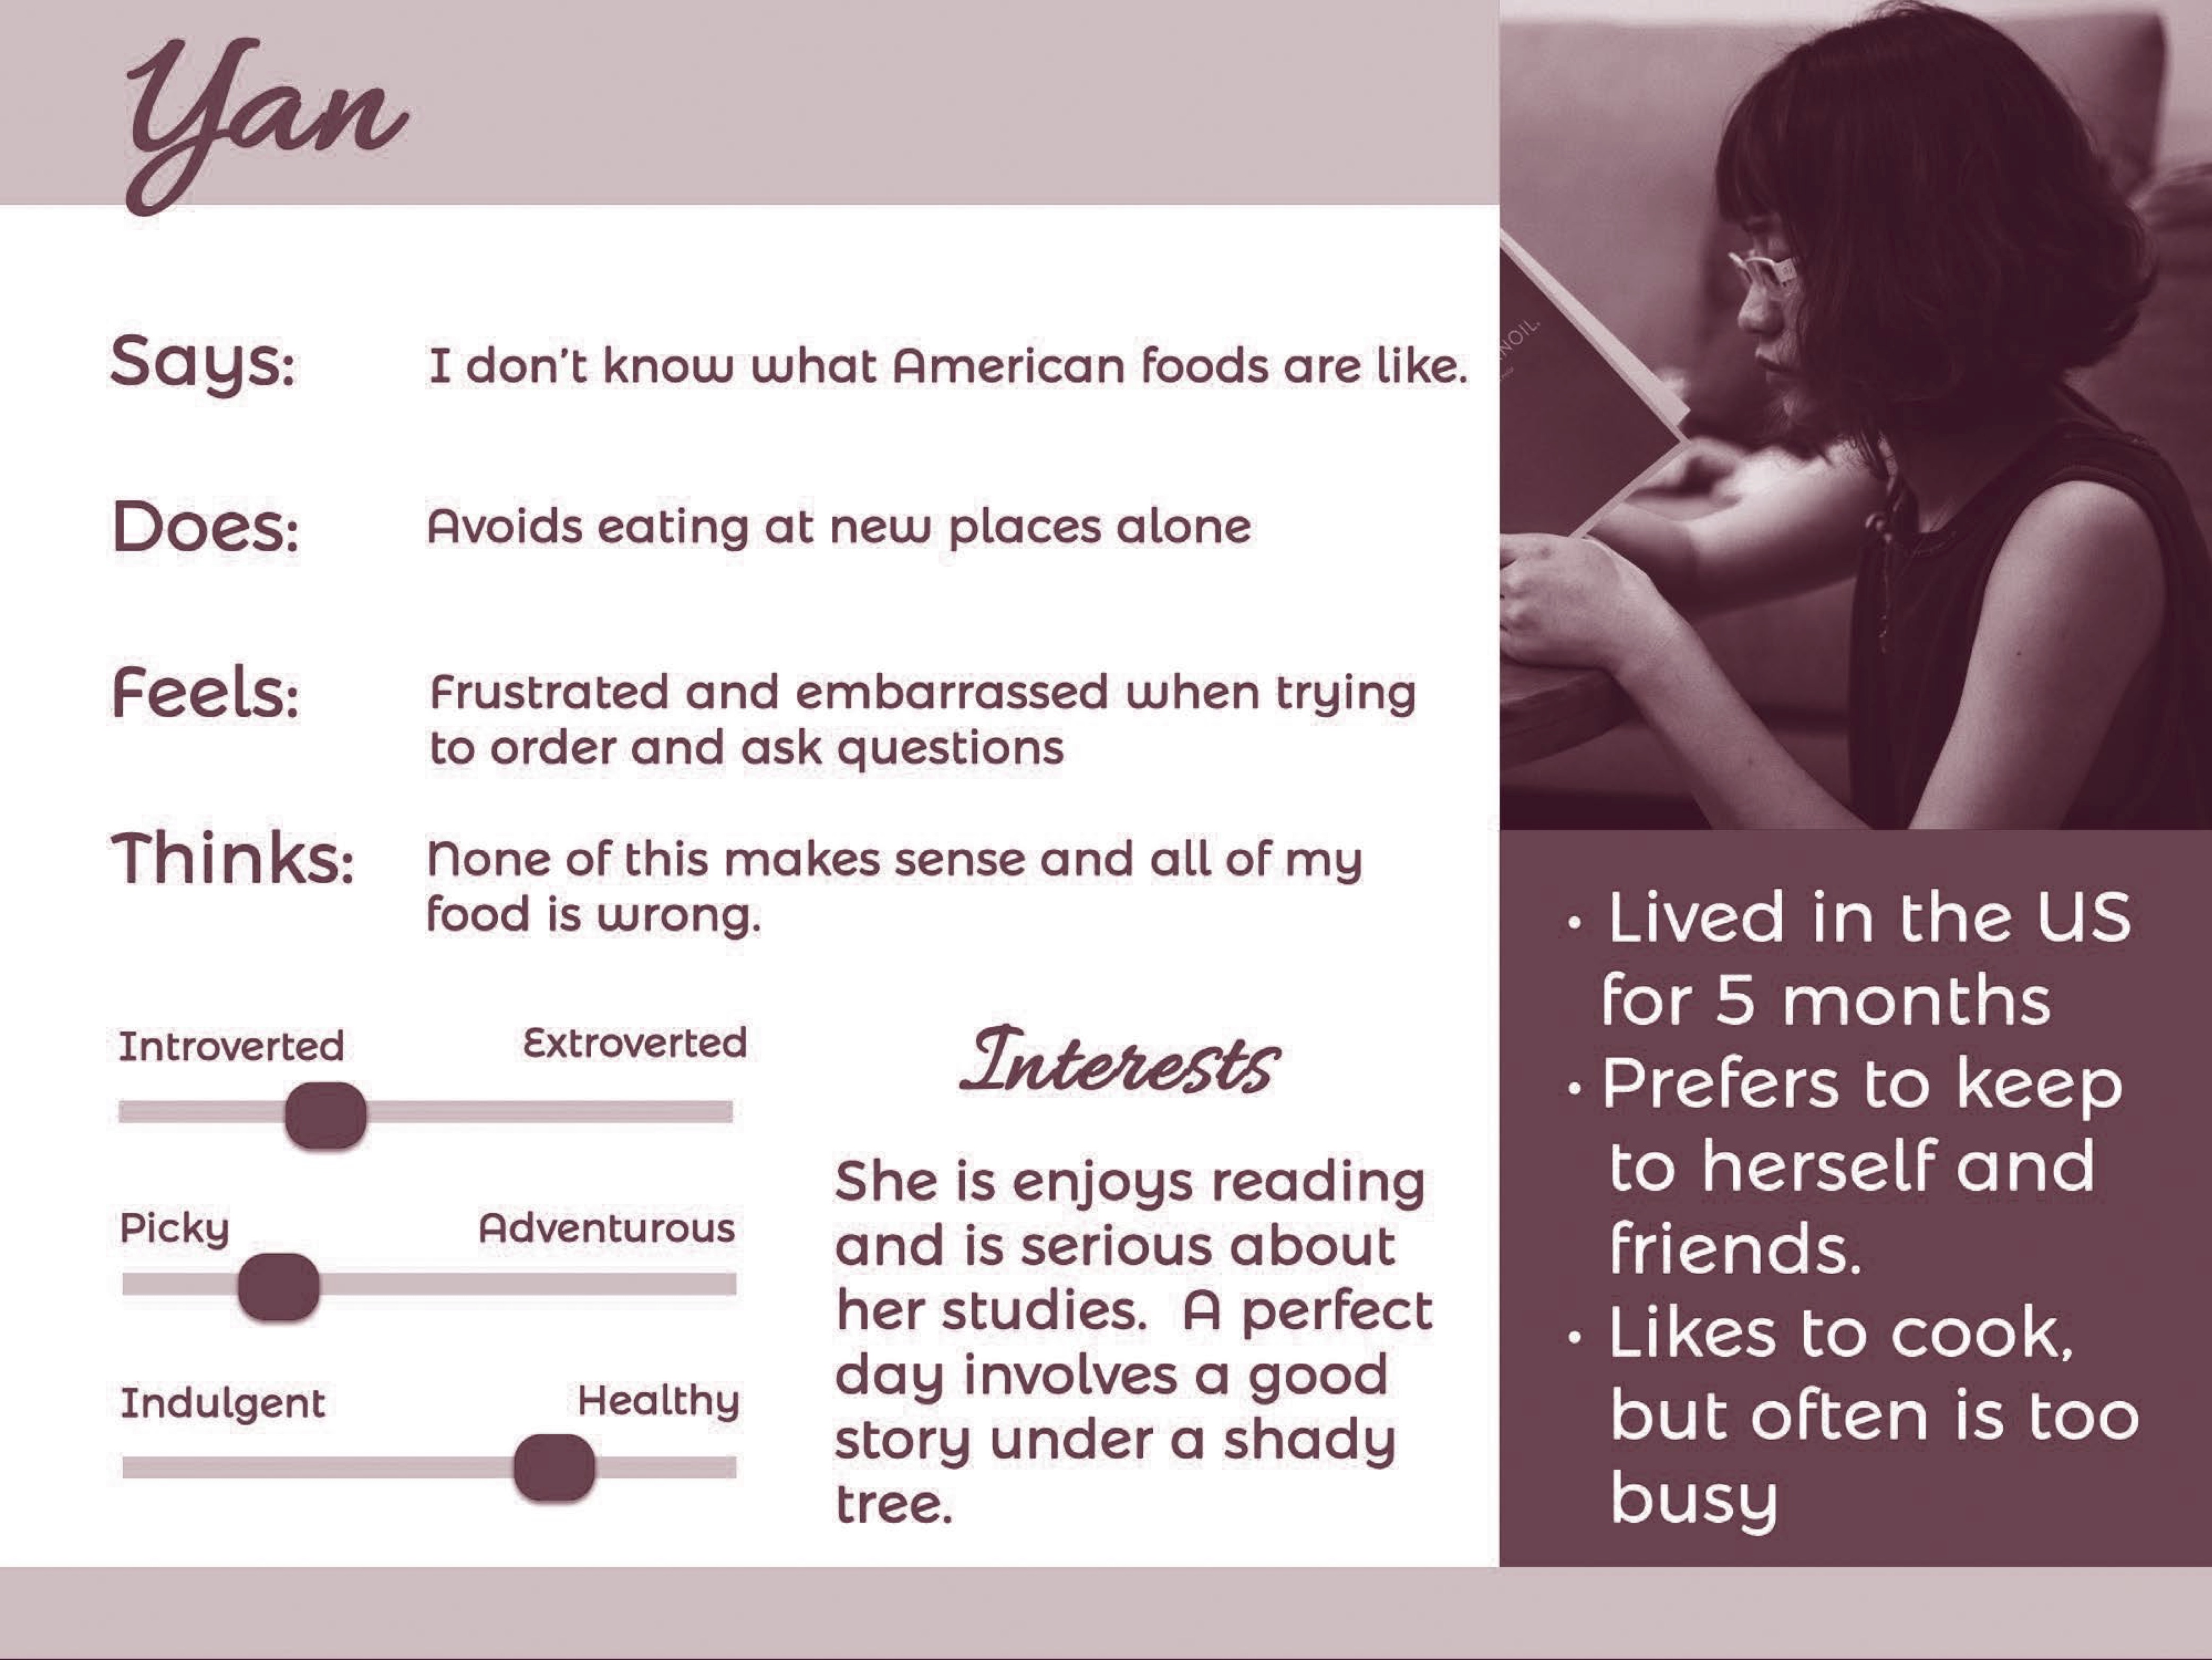 Yan
Says:
I don't know what American foods are like.
Does:
Avoids eating at new places alone
Feels:
Frustrated and embarrassed when trying
to order and ask questions
Thinks:
None of this makes sense and all of my
food is wrong.
Introverted
Extroverted
Picky
Adventurous
Indulgent
Healthy
Interests
She is enjoys reading
and is serious about
her studies. A perfect
day involves a good
story under a shady
tree.
• Lived in the US
for 5 months
• Prefers to keep
to herself and
friends.
• Likes to cook,
but often is too
busy